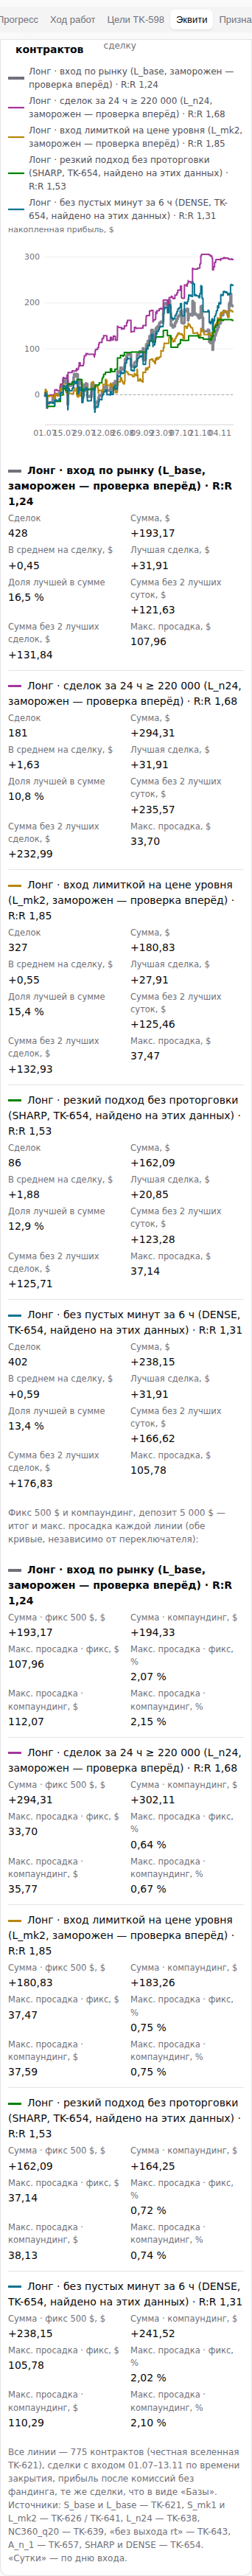 Прогресс Ход работ Цели TK-598 Эквити Призна
контрактов сделку
Лонг · вход по рынку (L_base, заморожен —
проверка вперёд) · R:R 1,24
Лонг · сделок за 24 ч ≥ 220 000 (L_n24,
заморожен — проверка вперёд) · R:R 1,68
Лонг · вход лимиткой на цене уровня (L_mk2,
заморожен — проверка вперёд) · R:R 1,85
Лонг · резкий подход без проторговки
(SHARP, TK-654, найдено на этих данных) ·
R:R 1,53
Лонг · без пустых минут за 6 ч (DENSE, TK-
654, найдено на этих данных) · R:R 1,31
накопленная прибыль, $
300
200
100
0
01.07 15.07 29.07 12.08 26.08 09.09 23.09 07.10 21.10 04.11
Лонг · вход по рынку (L_base,
заморожен — проверка вперёд) · R:R
1,24
Сделок Сумма, $
428 +193,17
В среднем на сделку, $ Лучшая сделка, $
+0,45 +31,91
Доля лучшей в сумме Сумма без 2 лучших
суток, $
16,5 %
+121,63
Сумма без 2 лучших Макс. просадка, $
сделок, $ 107,96
+131,84
Лонг · сделок за 24 ч ≥ 220 000 (L_n24,
заморожен — проверка вперёд) · R:R 1,68
Сделок Сумма, $
181 +294,31
В среднем на сделку, $ Лучшая сделка, $
+1,63 +31,91
Доля лучшей в сумме Сумма без 2 лучших
суток, $
10,8 %
+235,57
Сумма без 2 лучших Макс. просадка, $
сделок, $ 33,70
+232,99
Лонг · вход лимиткой на цене уровня
(L_mk2, заморожен — проверка вперёд) ·
R:R 1,85
Сделок Сумма, $
327 +180,83
В среднем на сделку, $ Лучшая сделка, $
+0,55 +27,91
Доля лучшей в сумме Сумма без 2 лучших
суток, $
15,4 %
+125,46
Сумма без 2 лучших Макс. просадка, $
сделок, $ 37,47
+132,93
Лонг · резкий подход без проторговки
(SHARP, TK-654, найдено на этих данных) ·
R:R 1,53
Сделок Сумма, $
86 +162,09
В среднем на сделку, $ Лучшая сделка, $
+1,88 +20,85
Доля лучшей в сумме Сумма без 2 лучших
суток, $
12,9 %
+123,28
Сумма без 2 лучших Макс. просадка, $
сделок, $ 37,14
+125,71
Лонг · без пустых минут за 6 ч (DENSE,
TK-654, найдено на этих данных) · R:R 1,31
Сделок Сумма, $
402 +238,15
В среднем на сделку, $ Лучшая сделка, $
+0,59 +31,91
Доля лучшей в сумме Сумма без 2 лучших
суток, $
13,4 %
+166,62
Сумма без 2 лучших Макс. просадка, $
сделок, $ 105,78
+176,83
Фикс 500 $ и компаундинг, депозит 5 000 $ —
итог и макс. просадка каждой линии (обе
кривые, независимо от переключателя):
Лонг · вход по рынку (L_base,
заморожен — проверка вперёд) · R:R
1,24
Сумма · фикс 500 $, $ Сумма · компаундинг, $
+193,17 +194,33
Макс. просадка · фикс, $ Макс. просадка · фикс,
%
107,96
2,07 %
Макс. просадка · Макс. просадка ·
компаундинг, $ компаундинг, %
112,07 2,15 %
Лонг · сделок за 24 ч ≥ 220 000 (L_n24,
заморожен — проверка вперёд) · R:R 1,68
Сумма · фикс 500 $, $ Сумма · компаундинг, $
+294,31 +302,11
Макс. просадка · фикс, $ Макс. просадка · фикс,
%
33,70
0,64 %
Макс. просадка · Макс. просадка ·
компаундинг, $ компаундинг, %
35,77 0,67 %
Лонг · вход лимиткой на цене уровня
(L_mk2, заморожен — проверка вперёд) ·
R:R 1,85
Сумма · фикс 500 $, $ Сумма · компаундинг, $
+180,83 +183,26
Макс. просадка · фикс, $ Макс. просадка · фикс,
%
37,47
0,75 %
Макс. просадка · Макс. просадка ·
компаундинг, $ компаундинг, %
37,59 0,75 %
Лонг · резкий подход без проторговки
(SHARP, TK-654, найдено на этих данных) ·
R:R 1,53
Сумма · фикс 500 $, $ Сумма · компаундинг, $
+162,09 +164,25
Макс. просадка · фикс, $ Макс. просадка · фикс,
%
37,14
0,72 %
Макс. просадка · Макс. просадка ·
компаундинг, $ компаундинг, %
38,13 0,74 %
Лонг · без пустых минут за 6 ч (DENSE,
TK-654, найдено на этих данных) · R:R 1,31
Сумма · фикс 500 $, $ Сумма · компаундинг, $
+238,15 +241,52
Макс. просадка · фикс, $ Макс. просадка · фикс,
%
105,78
2,02 %
Макс. просадка · Макс. просадка ·
компаундинг, $ компаундинг, %
110,29 2,10 %
Все линии — 775 контрактов (честная вселенная
TK-621), сделки с входом 01.07–13.11 по времени
закрытия, прибыль после комиссий без
фандинга, те же сделки, что в виде «Базы».
Источники: S_base и L_base — TK-621, S_mk1 и
L_mk2 — TK-626 / TK-641, L_n24 — TK-638,
NC360_q20 — TK-639, «без выхода rt» — TK-643,
A_n_1 — TK-657, SHARP и DENSE — TK-654.
«Сутки» — по дню входа.